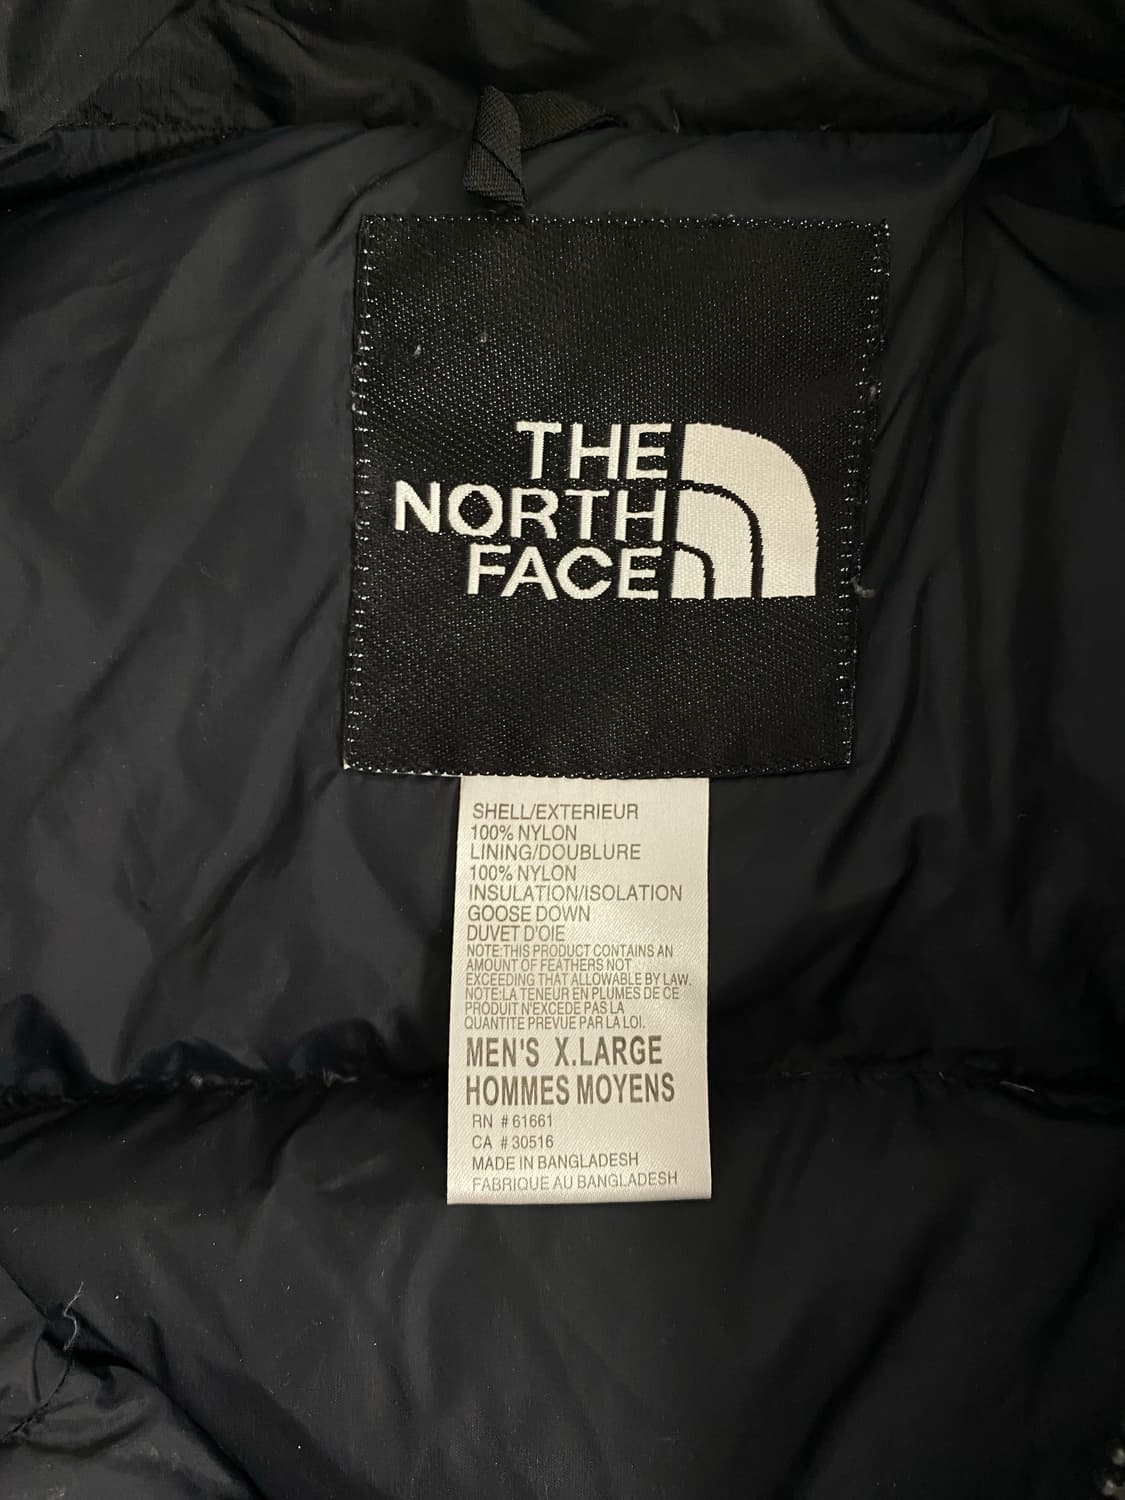 THE
NORTH
FACE
SHELL/EXTERIEUR
100% NYLON
LINING/DOUBLURE
100% NYLON
INSULATION/ISOLATION
GOOSE DOWN
DUVET D'OIE
NOTE:THIS PRODUCT CONTAINS AN
AMOUNT OF FEATHERS NOT
EXCEEDING THAT ALLOWABLE BY LAW.
NOTE:LA TENEUR EN PLUMES DE CE
PRODUIT N'EXCEDE PAS LA
QUANTITE PREVUE PAR LA LOI.
MEN'S X.LARGE
HOMMES MOYENS
RN # 61661
CA # 30516
MADE IN BANGLADESH
FABRIQUE AU BANGLADESH